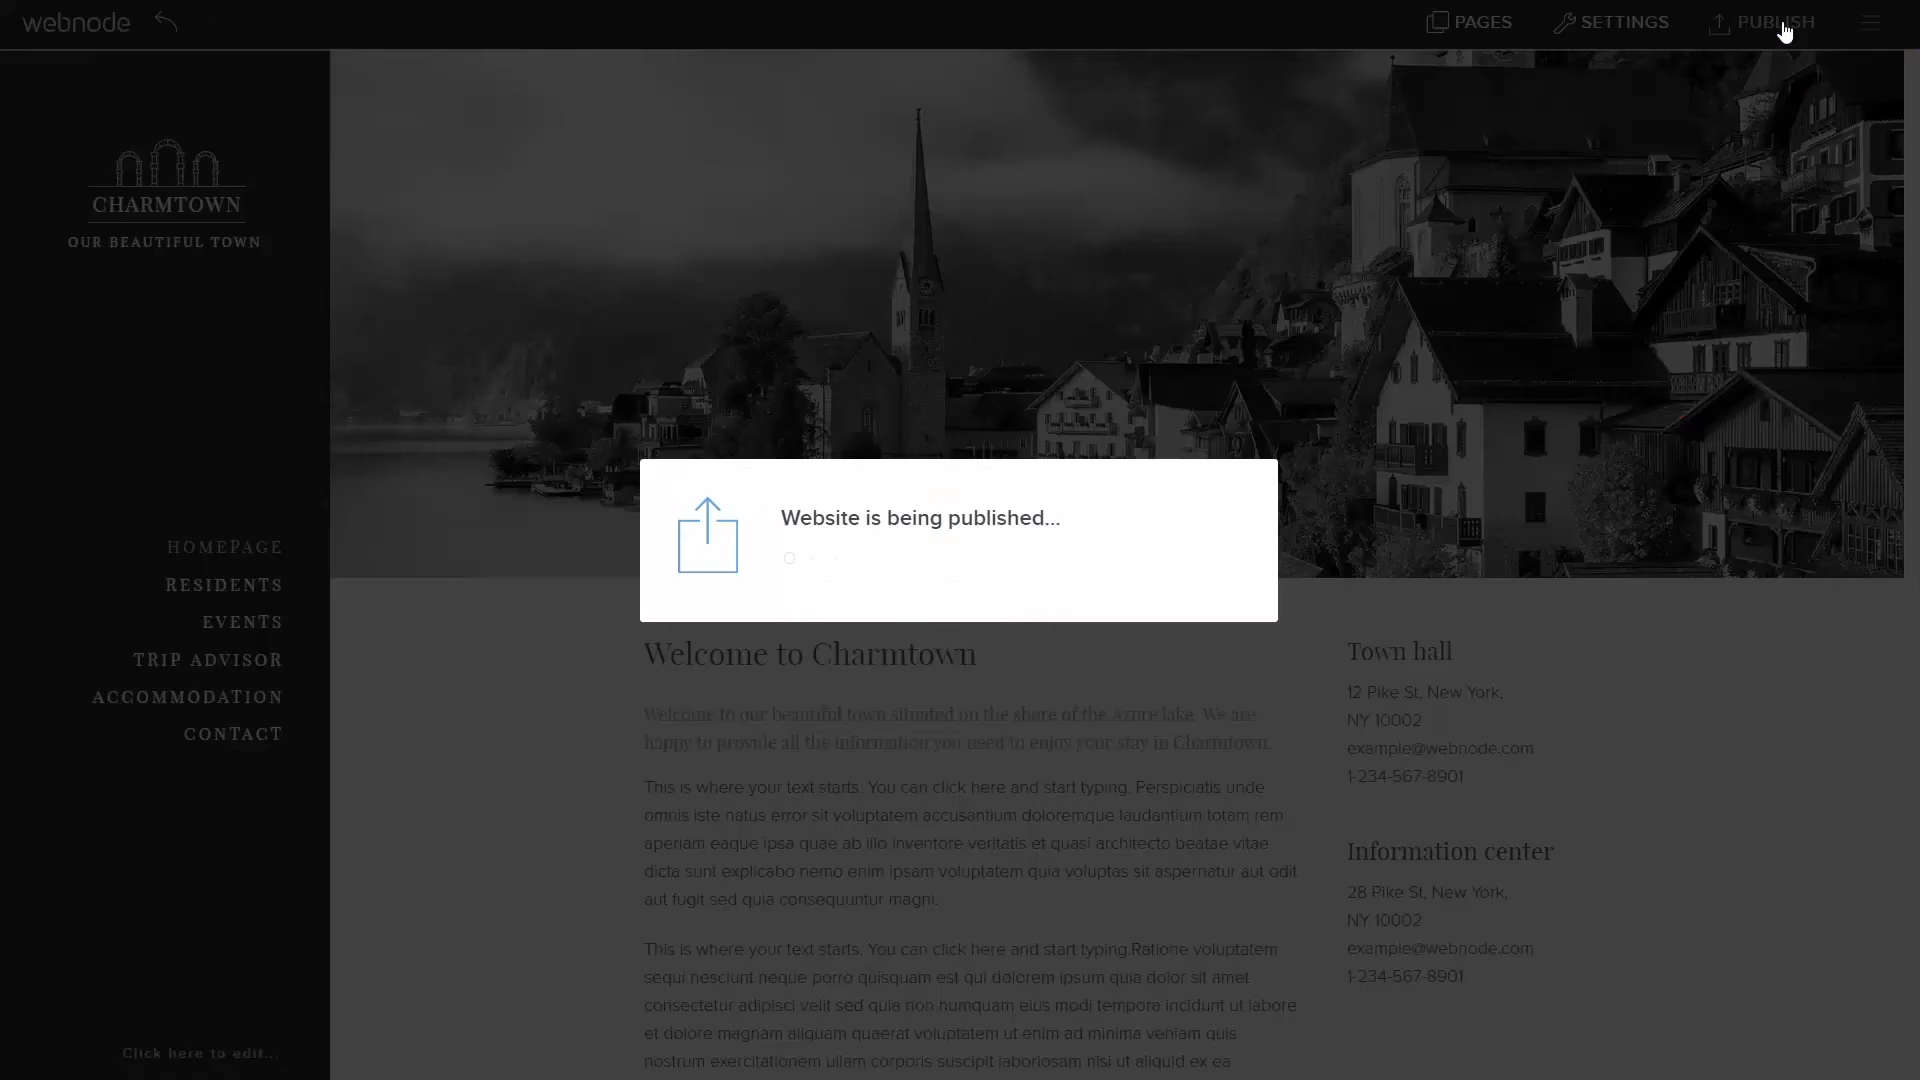 webnode
PAGES
SETTINGS
PUBLISH
CHARMTOWN
OUR BEAUTIFUL TOWN
HOMEPAGE
RESIDENTS
EVENTS
TRIP ADVISOR
ACCOMMODATION
CONTACT
Click here to edit...
Website is being published...
Welcome to Charmtown
Welcome to our beautiful town situated on the shore of the Azure lake. We are
happy to provide all the information you need to enjoy your stay in Charmtown.
This is where your text starts. You can click here and start typing. Perspiciatis unde
omnis iste natus error sit voluptatem accusantium doloremque laudantium totam rem
aperiam eaque ipsa quae ab illo inventore veritatis et quasi architecto beatae vitae
dicta sunt explicabo nemo enim ipsam voluptatem quia voluptas sit aspernatur aut odit
aut fugit sed quia consequuntur magni.
This is where your text starts. You can click here and start typing.Ratione voluptatem
sequi nesciunt neque porro quisquam est qui dolorem ipsum quia dolor sit amet
consectetur adipisci velit sed quia non numquam eius modi tempora incidunt ut labore
et dolore magnam aliquam quaerat voluptatem ut enim ad minima veniam quis
nostrum exercitationem ullam corporis suscipit laboriosam nisi ut aliquid ex ea
Town hall
12 Pike St, New York,
NY 10002
example@webnode.com
1-234-567-8901
Information center
28 Pike St, New York,
NY 10002
example@webnode.com
1-234-567-8901